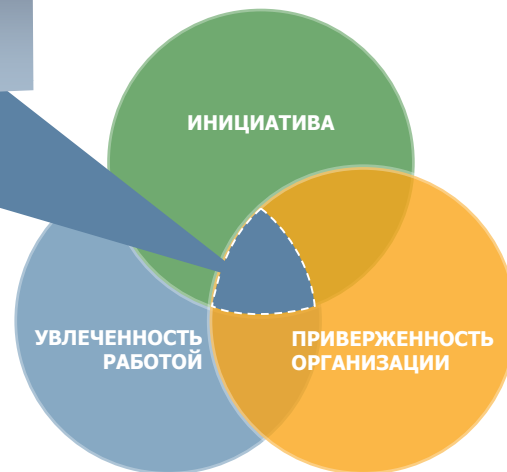 ИНИЦИАТИВА
УВЛЕЧЕННОСТЬ
РАБОТОЙ
ПРИВЕРЖЕННОСТЬ
ОРГАНИЗАЦИИ